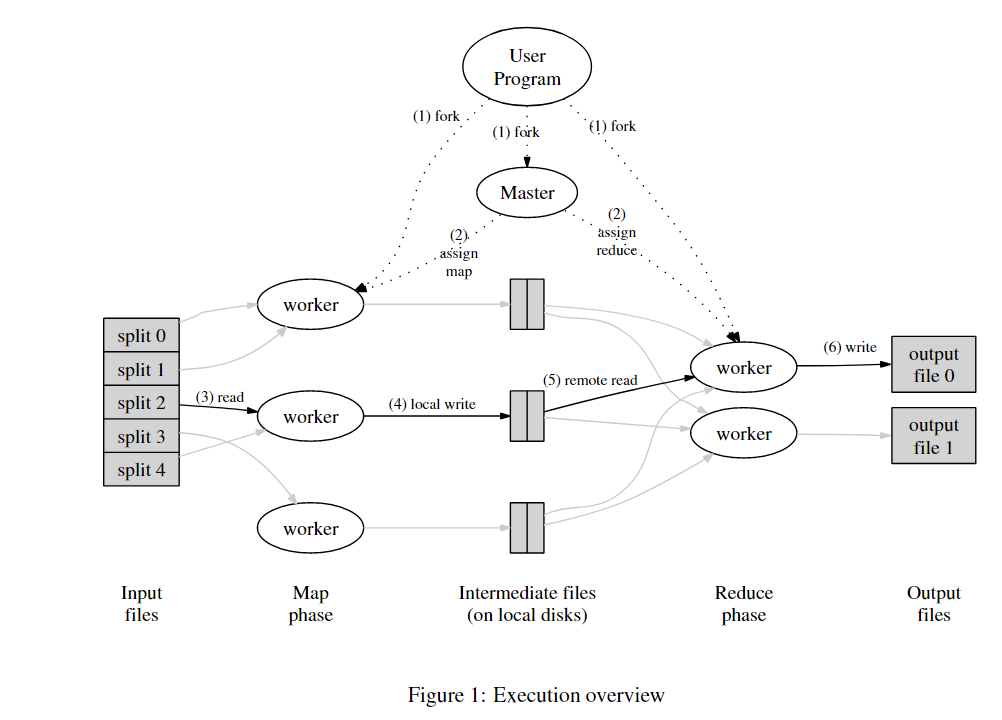 User
Program
(1) fork
(1) fork
(1) fork
Master
(2)
assign
map
(2)
assign
reduce
worker
split 0
split 1
split 2
split 3
split 4
(3) read
worker
(4) local write
(5) remote read
worker
worker
worker
(6) write
output
file 0
output
file 1
Input
files
Map
phase
Intermediate files
(on local disks)
Reduce
phase
Output
files
Figure 1: Execution overview